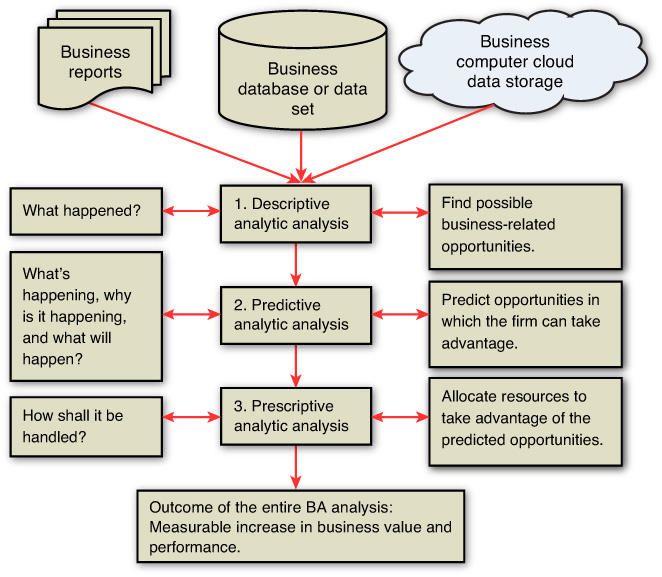 Business
reports
Business
database or data
set
Business
computer cloud
data storage
What happened?
1. Descriptive
analytic analysis
Find possible
business-related
opportunities.
What's
happening, why
is it happening,
and what will
happen?
2. Predictive
analytic analysis
Predict opportunities in
which the firm can take
advantage.
How shall it be
handled?
3. Prescriptive
analytic analysis
Allocate resources to
take advantage of the
predicted opportunities.
Outcome of the entire BA analysis:
Measurable increase in business value and
performance.